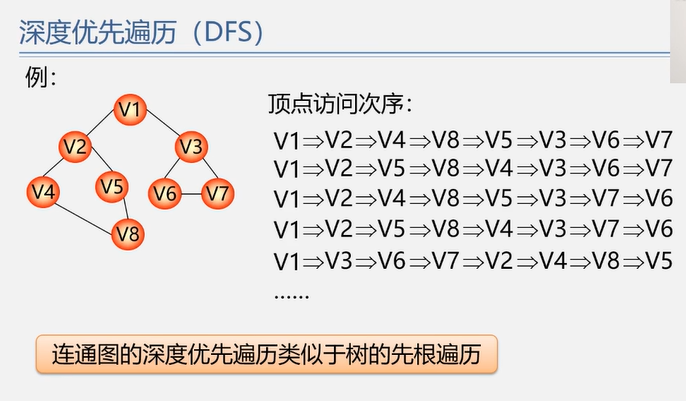 深度优先遍历（DFS）
例：
V1
V2
V3
V4
V5
V6
V7
V8
顶点访问次序：
V1⇒V2⇒V4⇒V8⇒V5⇒V3⇒V6⇒V7
V1⇒V2⇒V5⇒V8⇒V4⇒V3⇒V6⇒V7
V1⇒V2⇒V4⇒V8⇒V5⇒V3⇒V7⇒V6
V1⇒V2⇒V5⇒V8⇒V4⇒V3⇒V7⇒V6
V1⇒V3⇒V6⇒V7⇒V2⇒V4⇒V8⇒V5
……
连通图的深度优先遍历类似于树的先根遍历